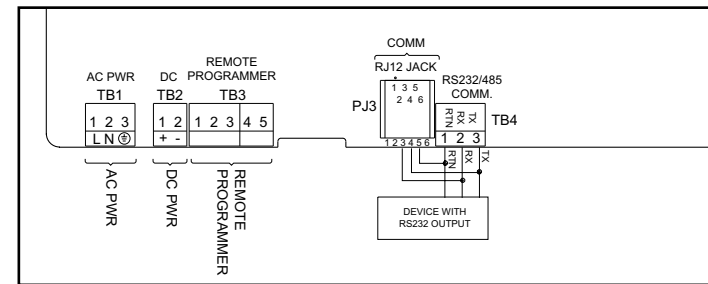 COMM
REMOTE
PROGRAMMER
AC PWR
DC
RJ12 JACK
RS232/485
COMM.
TB1
TB2
TB3
1 3 5
2 4 6
PJ3
TB4
RTN
RX
TX
1 2 3
1 2
1 2 3 4 5
1 2 3
L N
+ -
1 2 3 4 5 6
RTN
RX
TX
AC PWR
DC PWR
REMOTE
PROGRAMMER
DEVICE WITH
RS232 OUTPUT